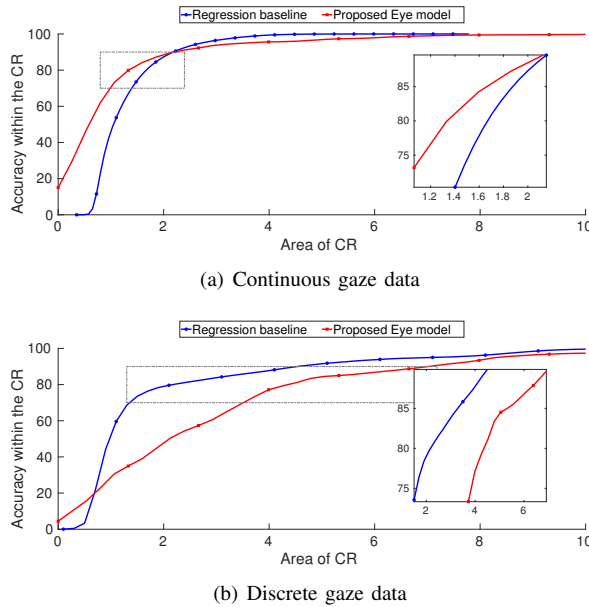 Regression baseline Proposed Eye model
100
80
60
40
20
0
Accuracy within the CR
85
80
75
1.2 1.4 1.6 1.8 2
0 2 4 6 8 10
Area of CR
(a) Continuous gaze data
Regression baseline Proposed Eye model
100
80
60
40
20
0
Accuracy within the CR
85
80
75
2 4 6
0 2 4 6 8 10
Area of CR
(b) Discrete gaze data